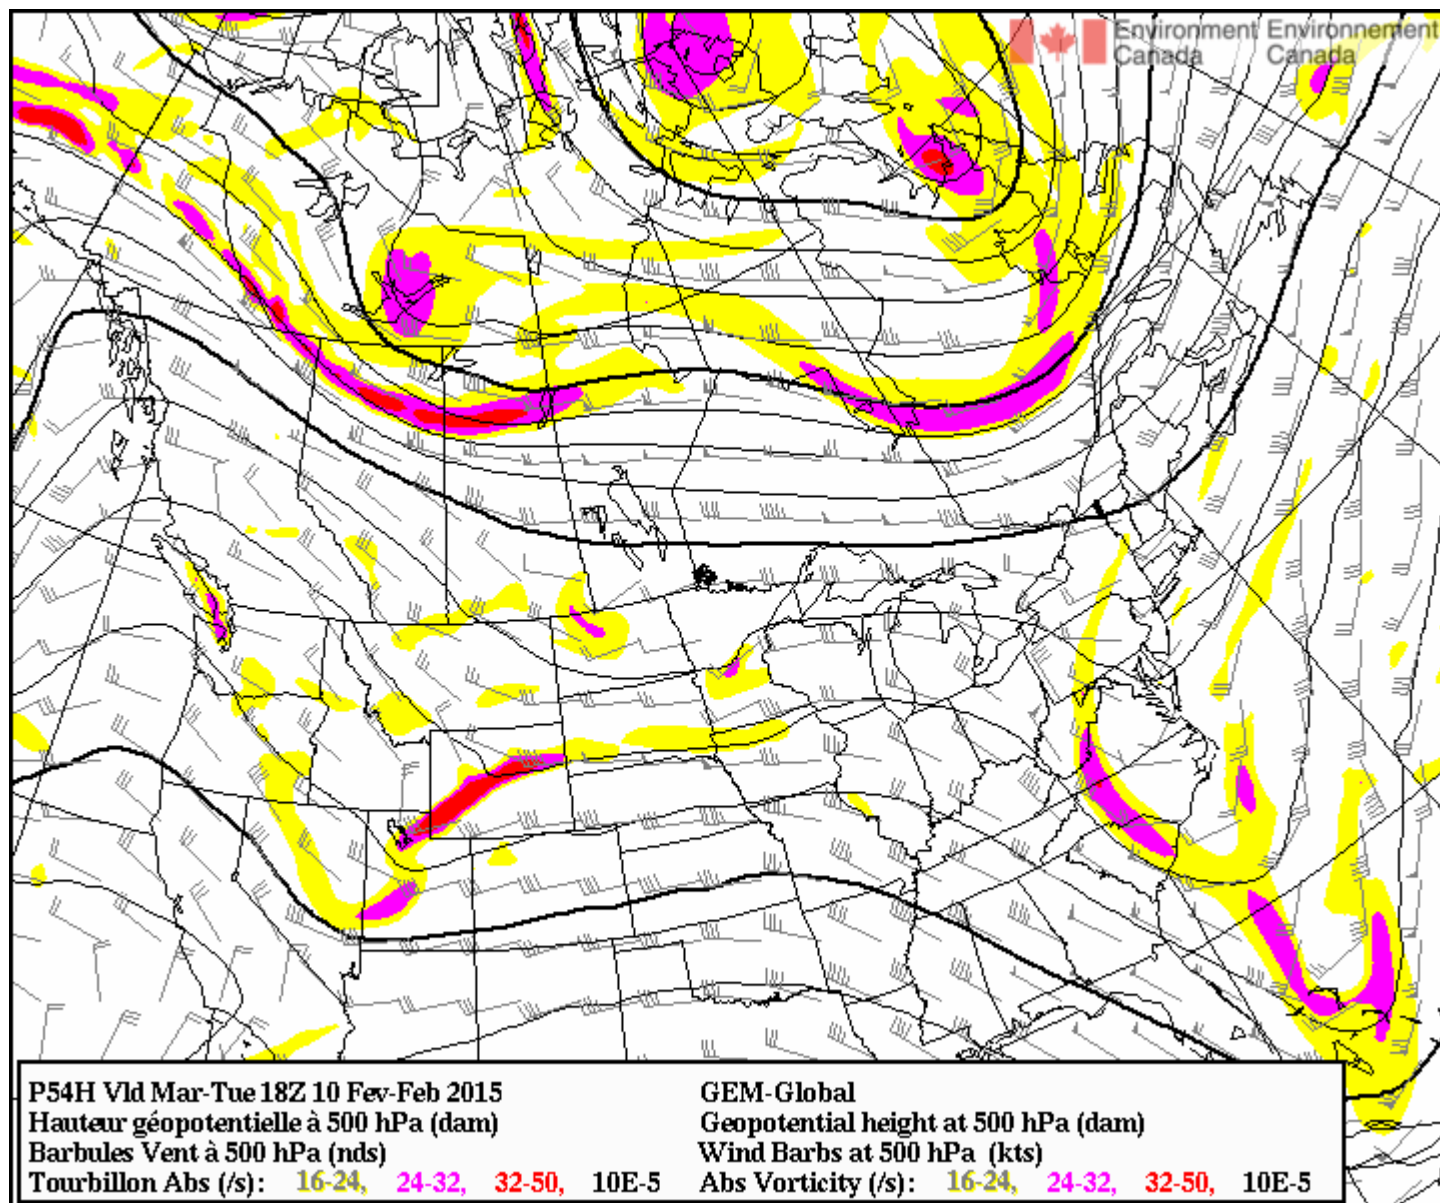 Environment Environnement
Canada Canada
P54H Vld Mar-Tue 18Z 10 Fev-Feb 2015 GEM-Global
Hauteur géopotentielle à 500 hPa (dam) Geopotential height at 500 hPa (dam)
Barbules Vent à 500 hPa (nds) Wind Barbs at 500 hPa (kts)
Tourbillon Abs (/s): 16-24, 24-32, 32-50, 10E-5 Abs Vorticity (/s): 16-24, 24-32, 32-50, 10E-5